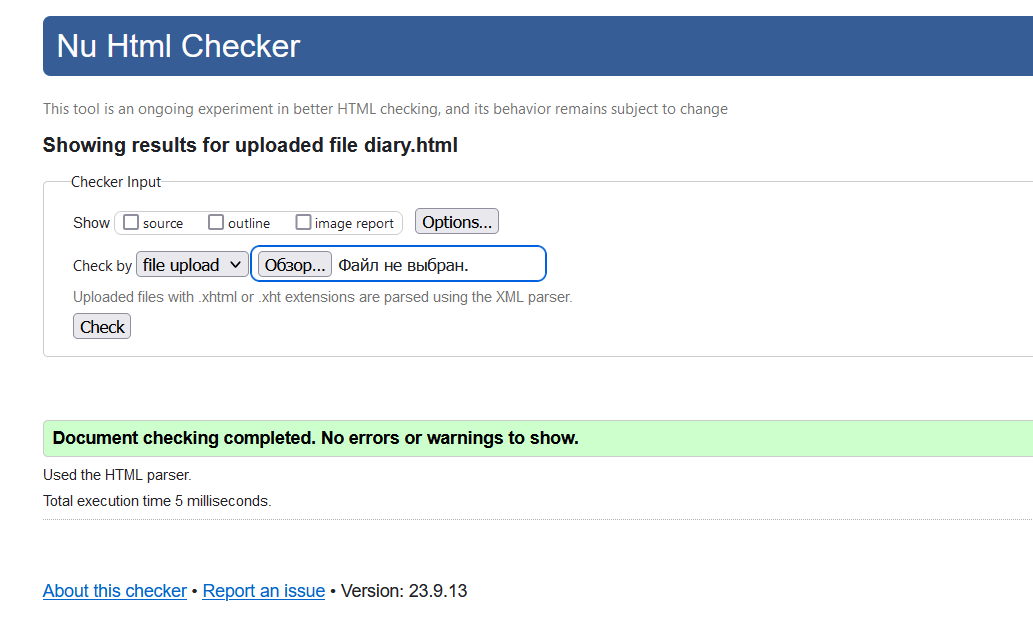 Nu Html Checker
This tool is an ongoing experiment in better HTML checking, and its behavior remains subject to change
Showing results for uploaded file diary.html
Checker Input
Show source outline image report Options...
Check by file upload Обзор... Файл не выбран.
Uploaded files with .xhtml or .xht extensions are parsed using the XML parser.
Check
Document checking completed. No errors or warnings to show.
Used the HTML parser.
Total execution time 5 milliseconds.
About this checker • Report an issue • Version: 23.9.13